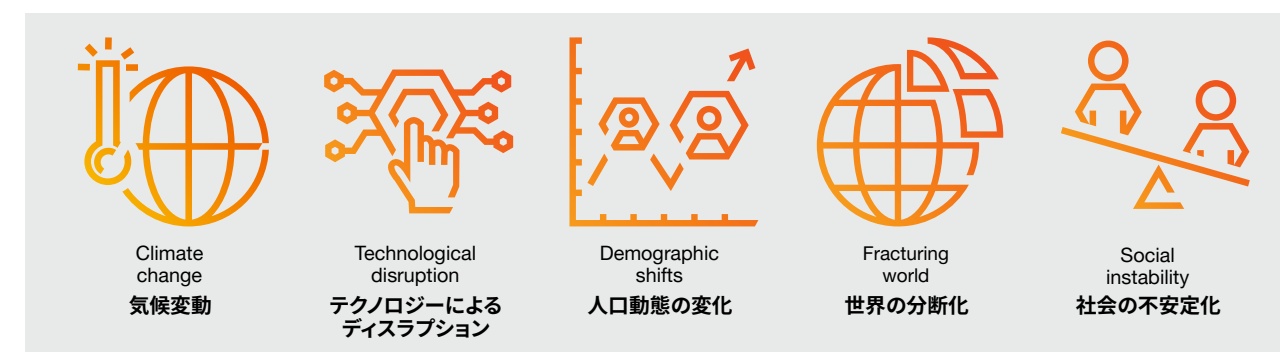 Climate
change
気候変動
Technological
disruption
テクノロジーによる
ディスラプション
Demographic
shifts
人口動態の変化
Fracturing
world
世界の分断化
Social
instability
社会の不安定化